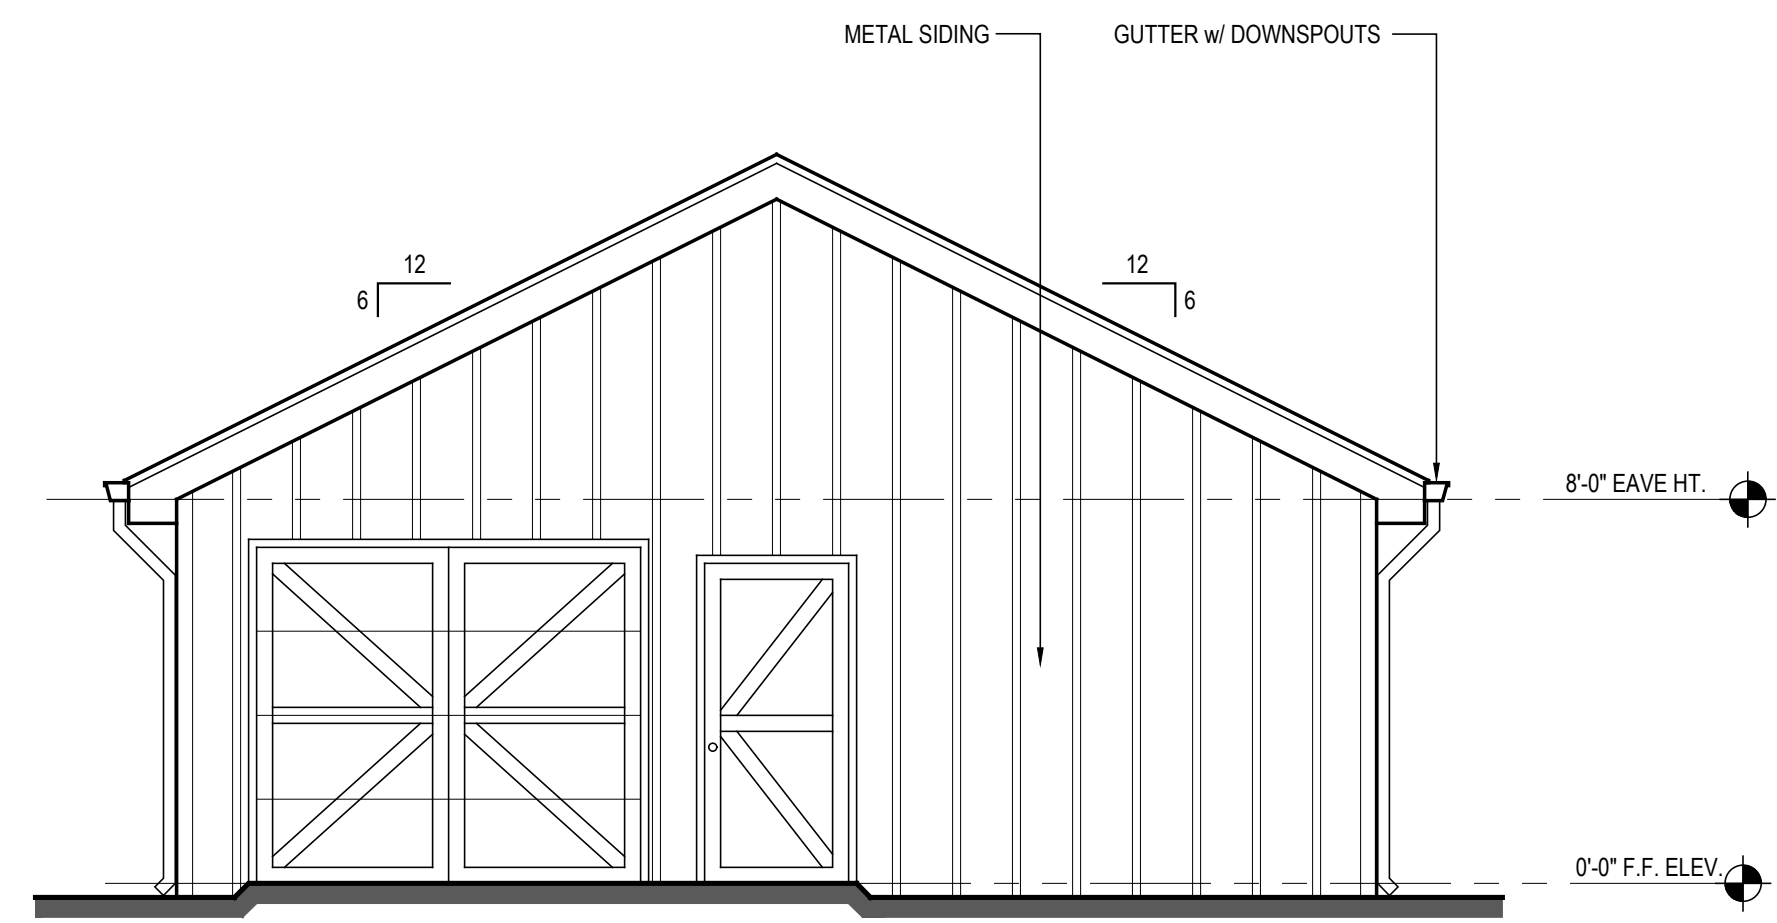 METAL SIDING
GUTTER w/ DOWNSPOUTS
12
6
12
6
8'-0" EAVE HT.
0'-0" F.F. ELEV.